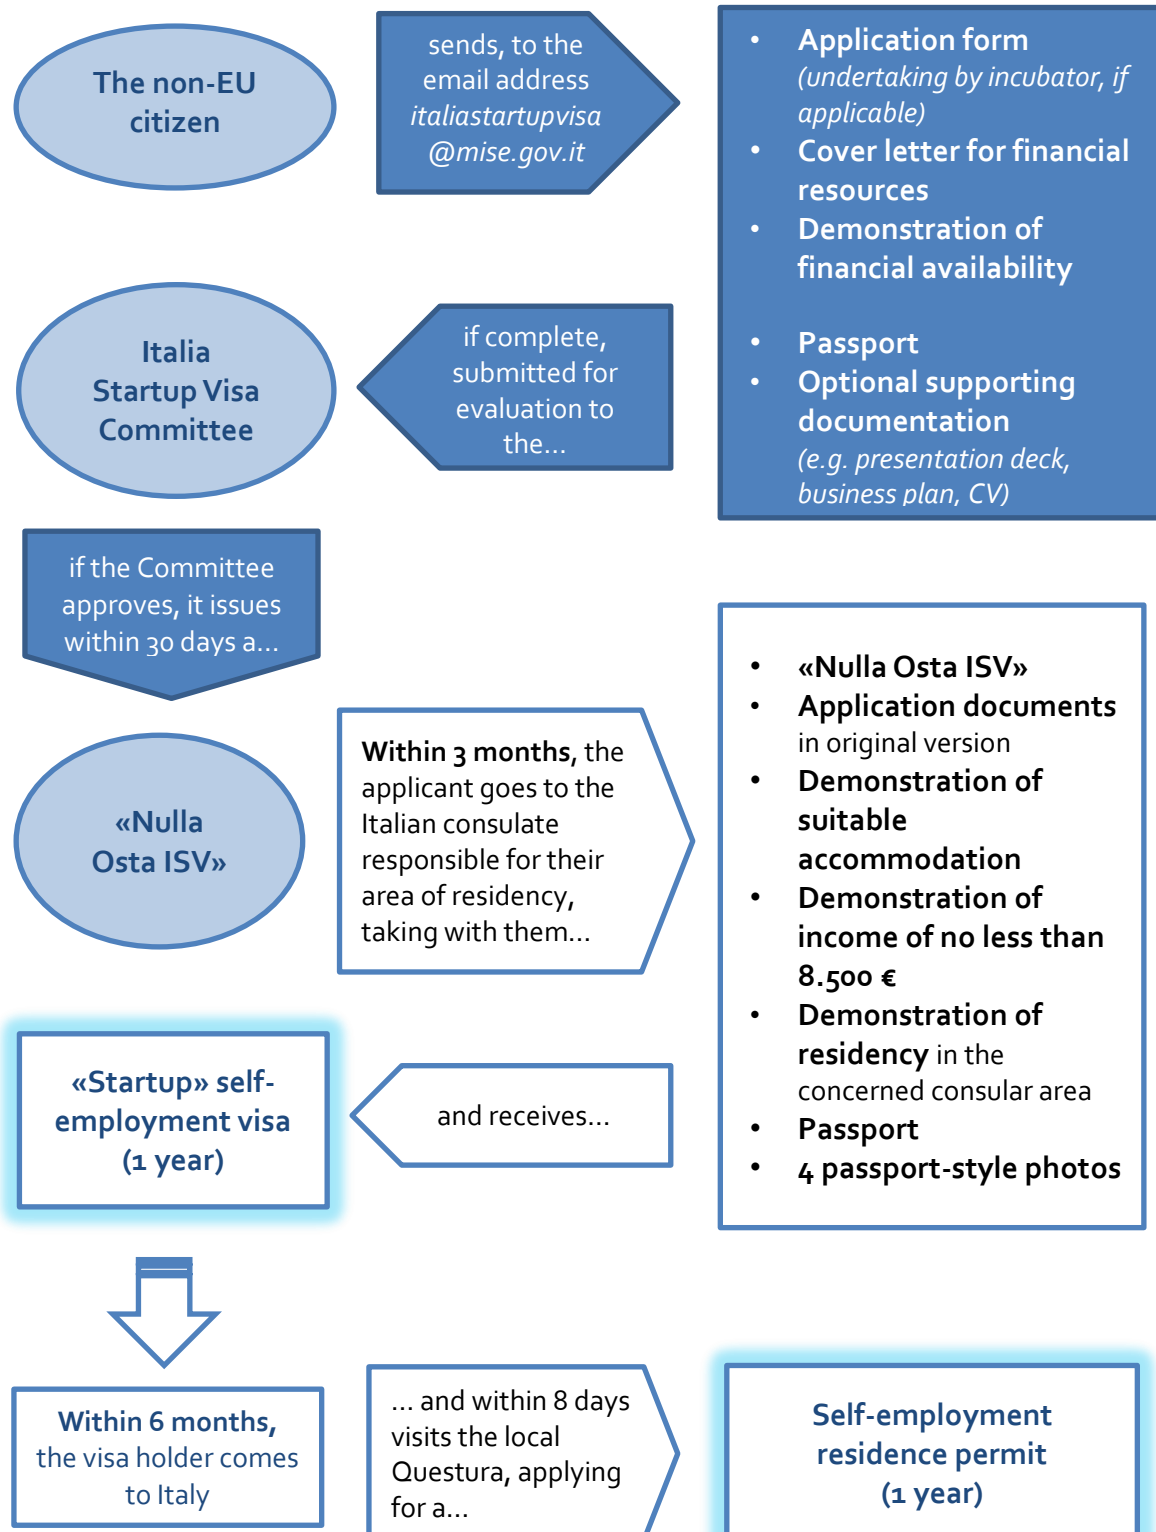 The non-EU
citizen
sends, to the
email address
italiastartupvisa
@mise.gov.it
• Application form
(undertaking by incubator, if
applicable)
• Cover letter for financial
resources
• Demonstration of
financial availability
• Passport
• Optional supporting
documentation
(e.g. presentation deck,
business plan, CV)
if complete,
submitted for
evaluation to
the...
Italia
Startup Visa
Committee
if the Committee
approves, it issues
within 30 days a...
«Nulla
Osta ISV»
Within 3 months, the
applicant goes to the
Italian consulate
responsible for their
area of residency,
taking with them...
• «Nulla Osta ISV»
• Application documents
in original version
• Demonstration of
suitable
accommodation
• Demonstration of
income of no less than
8.500 €
• Demonstration of
residency in the
concerned consular area
• Passport
• 4 passport-style photos
and receives...
«Startup» self-
employment visa
(1 year)
Within 6 months,
the visa holder comes
to Italy
... and within 8 days
visits the local
Questura, applying
for a...
Self-employment
residence permit
(1 year)